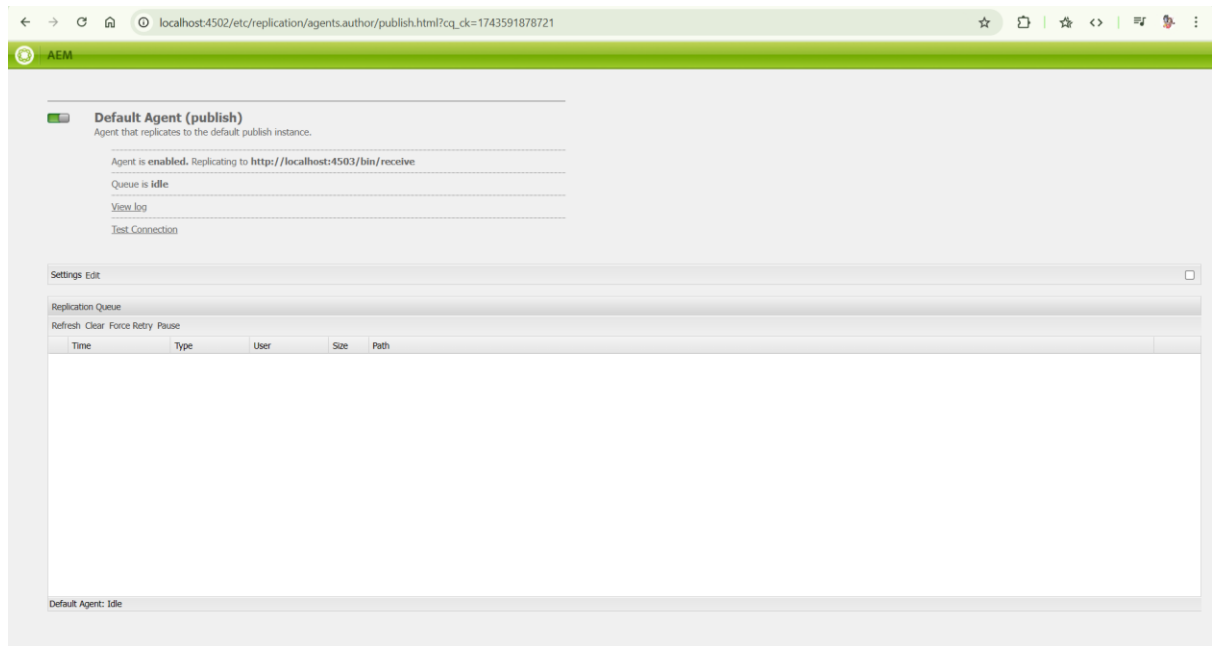 localhost:4502/etc/replication/agents.author/publish.html?cq_ck=1743591878721
AEM
Default Agent (publish)
Agent that replicates to the default publish instance.
Agent is enabled. Replicating to http://localhost:4503/bin/receive
Queue is idle
View log
Test Connection
Settings Edit
Replication Queue
Refresh Clear Force Retry Pause
Time Type User Size Path
Default Agent: Idle